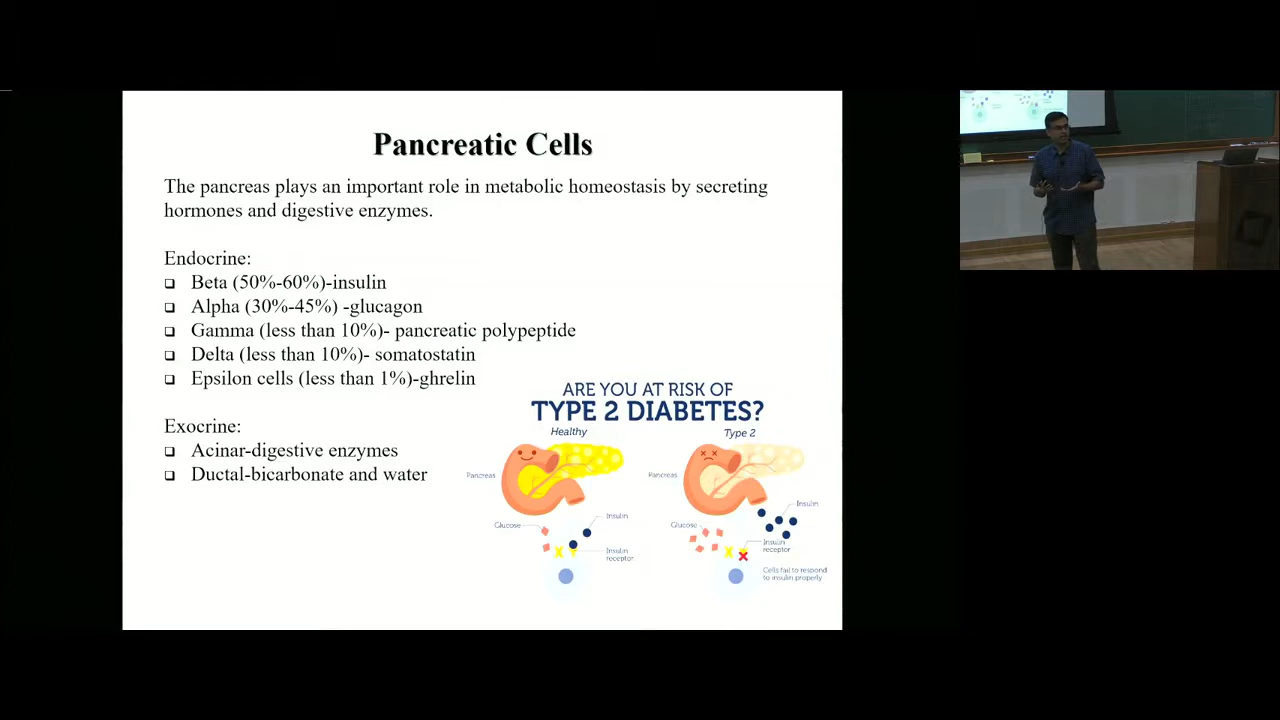 Pancreatic Cells
The pancreas plays an important role in metabolic homeostasis by secreting
hormones and digestive enzymes.
Endocrine:
Beta (50%-60%)-insulin
Alpha (30%-45%) -glucagon
Gamma (less than 10%)- pancreatic polypeptide
Delta (less than 10%)- somatostatin
Epsilon cells (less than 1%)-ghrelin
Exocrine:
Acinar-digestive enzymes
Ductal-bicarbonate and water
ARE YOU AT RISK OF
TYPE 2 DIABETES?
Healthy
Pancreas
Glucose
Insulin
Insulin
receptor
Type 2
Pancreas
Glucose
Insulin
Insulin
receptor
Cells fail to respond
to insulin properly